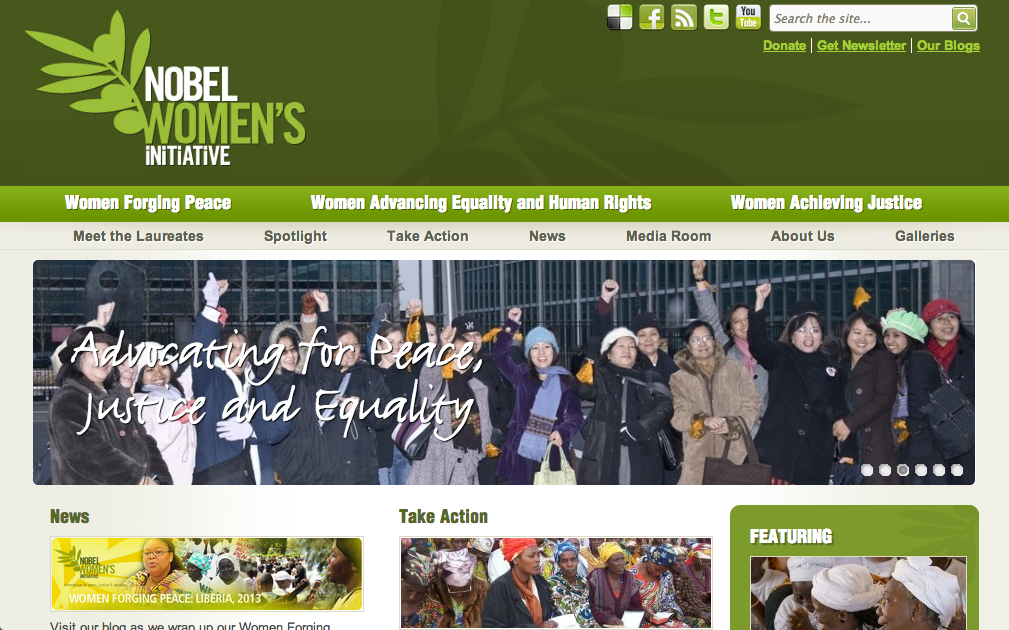 You
Tube
Search the site...
Donate | Get Newsletter | Our Blogs
NOBEL
WOMEN'S
iNiTiATiVE
Women Forging Peace
Women Advancing Equality and Human Rights
Women Achieving Justice
Meet the Laureates
Spotlight
Take Action
News
Media Room
About Us
Galleries
Advocating for Peace,
Justice and Equality
News
Take Action
FEATURING
NOBEL
WOMEN'S
iNiTiATiVE
WOMEN FORGING PEACE: LIBERIA, 2013
Visit our blog as we wrap up our Women Forging